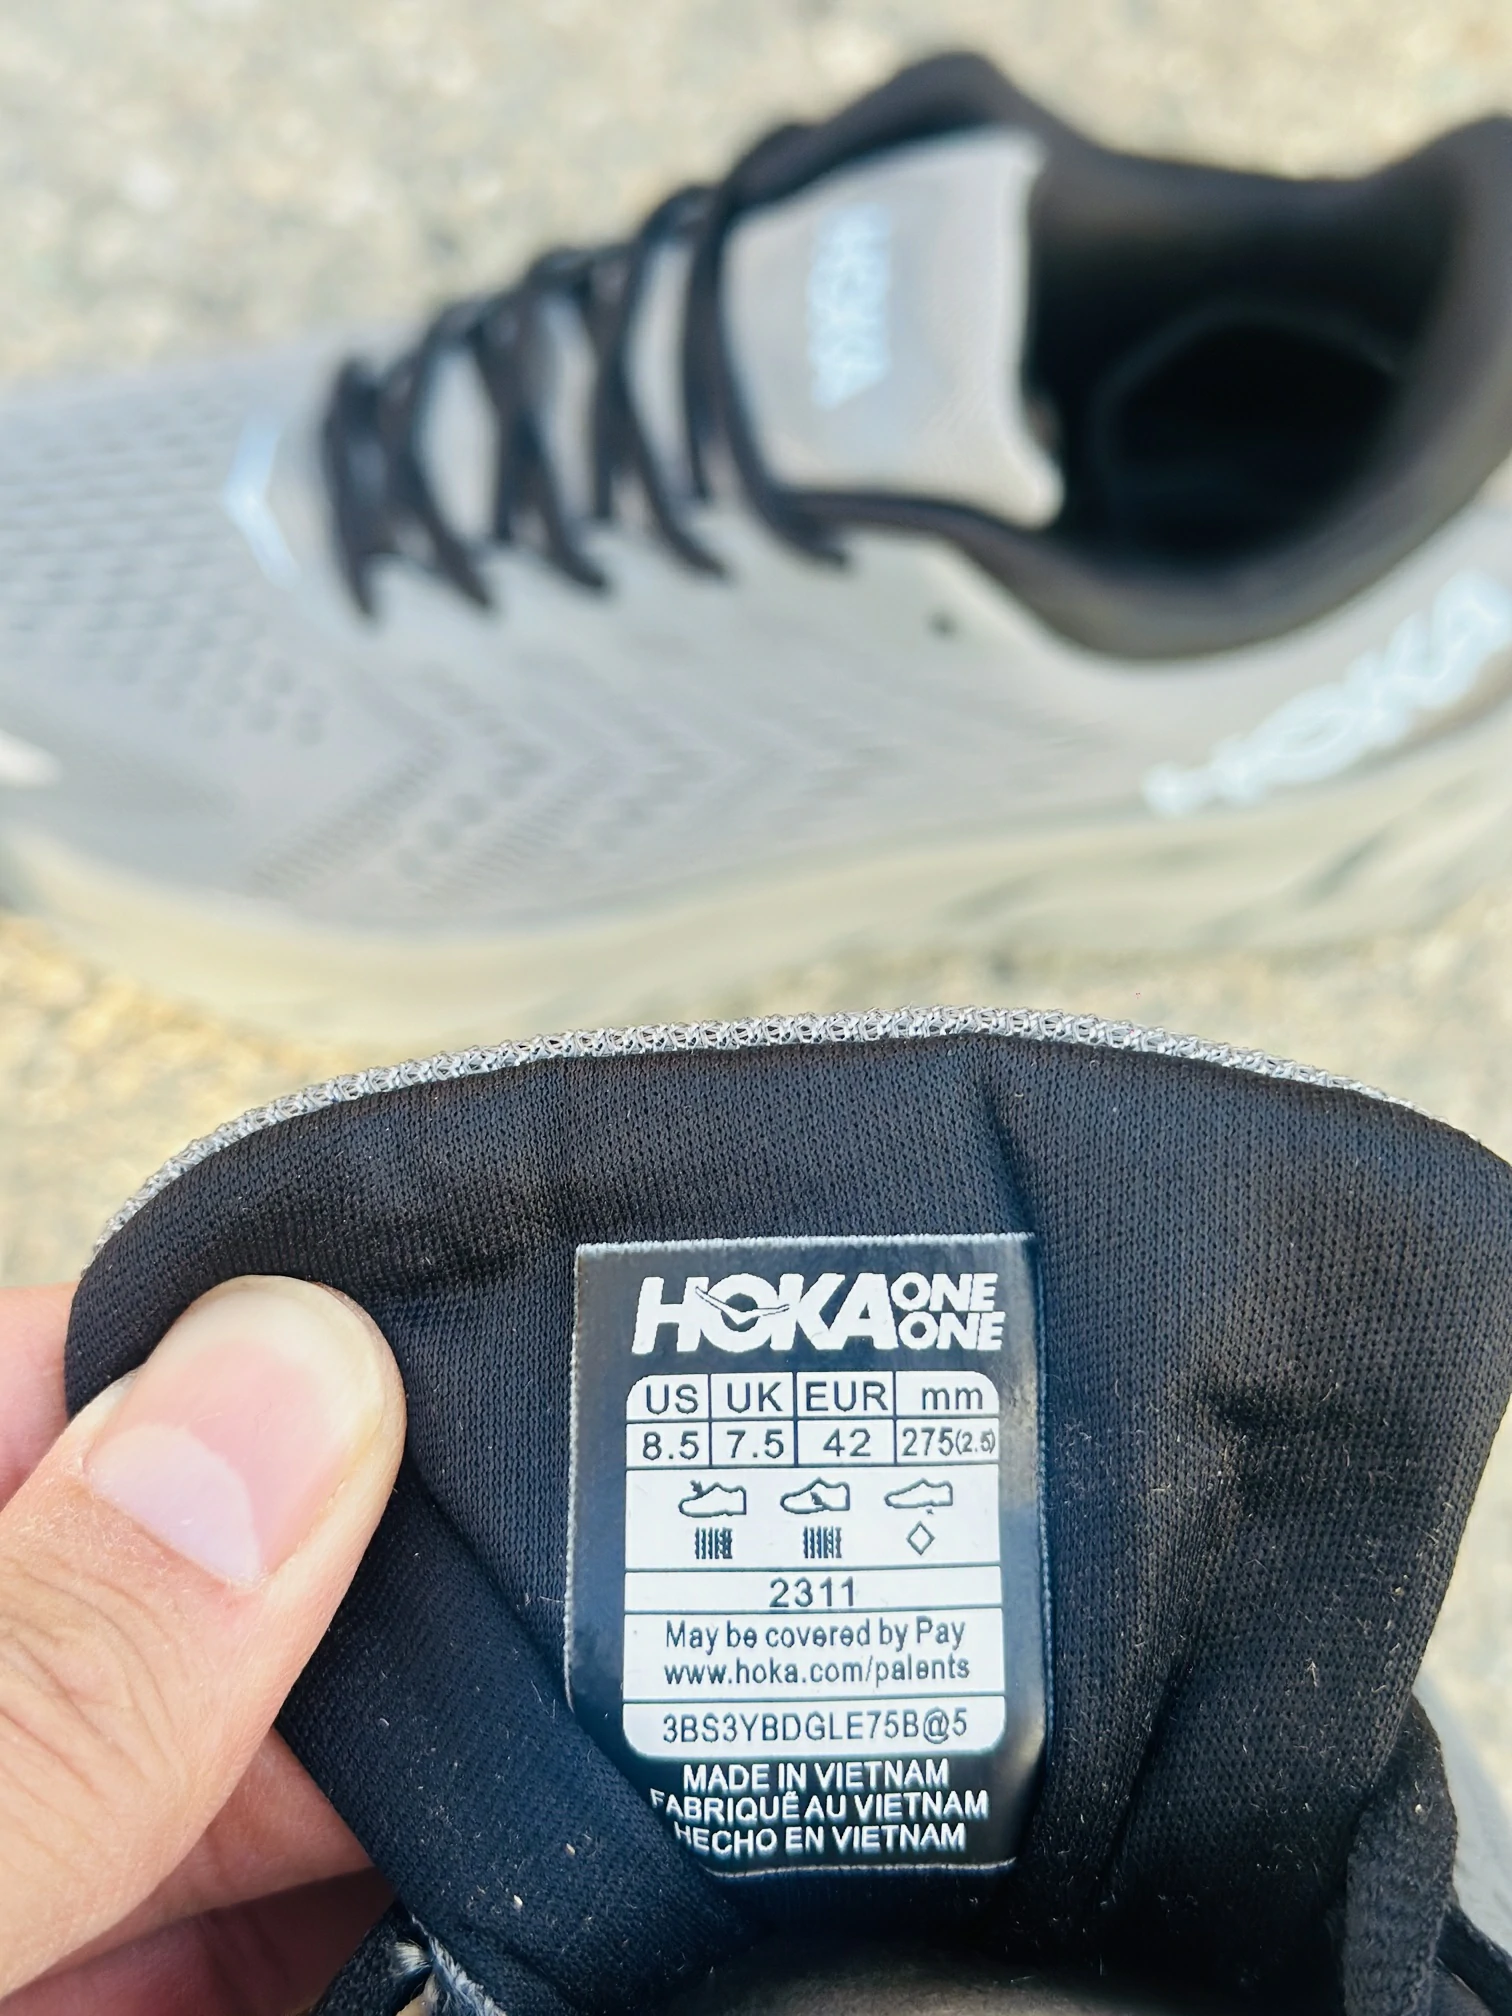 HOKA
HOKA
HOKA ONE ONE
US UK EUR mm
8.5 7.5 42 275(2.5)
2311
May be covered by Pay
www.hoka.com/palents
3BS3YBDGLE75B@5
MADE IN VIETNAM
FABRIQUÉ AU VIETNAM
HECHO EN VIETNAM